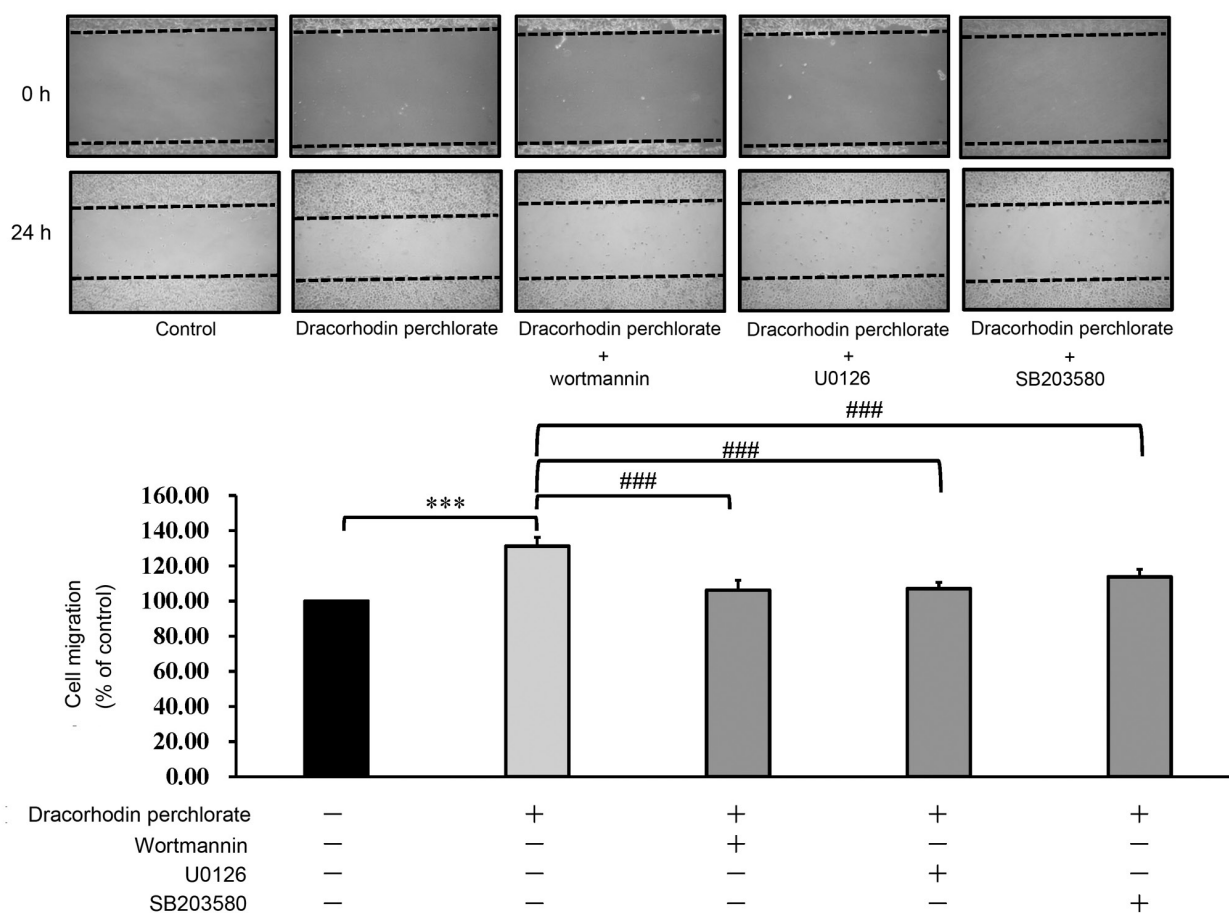 0 h
24 h
Control
Dracorhodin perchlorate
Dracorhodin perchlorate
+
wortmannin
Dracorhodin perchlorate
+
U0126
Dracorhodin perchlorate
+
SB203580
###
###
###
***
Cell migration
(% of control)
160.00
140.00
120.00
100.00
80.00
60.00
40.00
20.00
0.00
Dracorhodin perchlorate − + + + +
Wortmannin − − + − −
U0126 − − − + −
SB203580 − − − − +